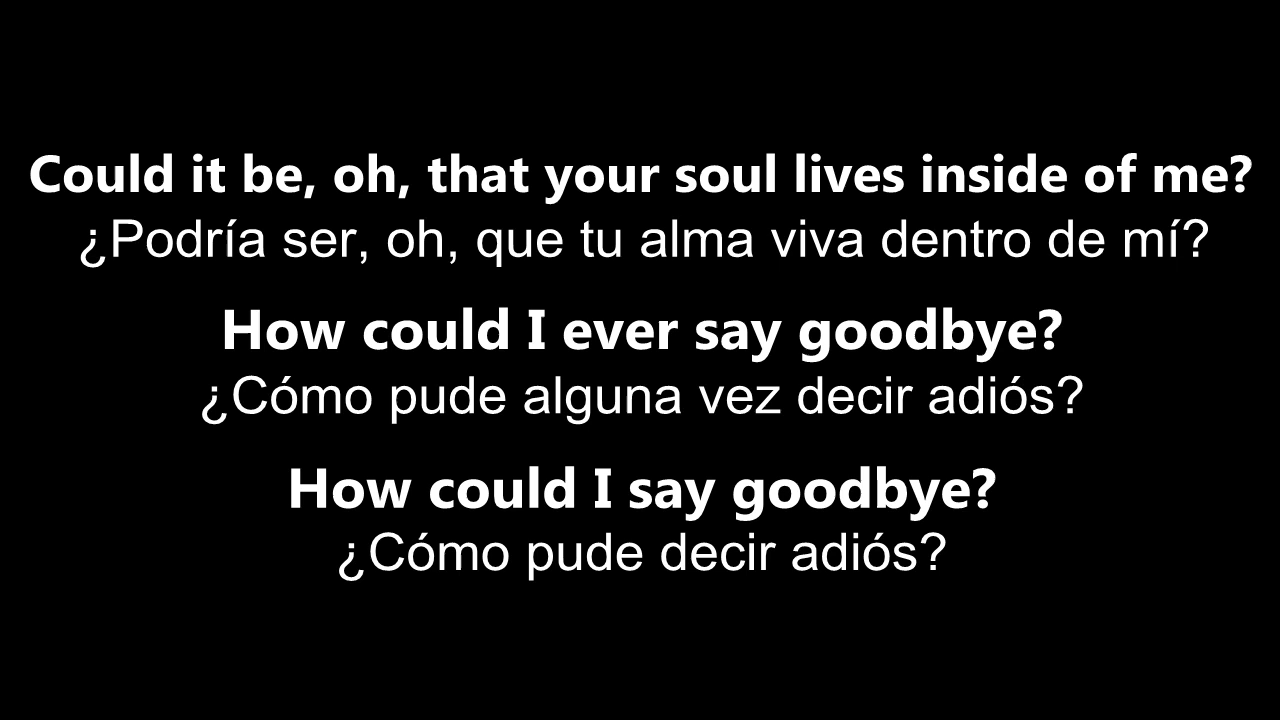 Could it be, oh, that your soul lives inside of me?
¿Podría ser, oh, que tu alma viva dentro de mí?
How could I ever say goodbye?
¿Cómo pude alguna vez decir adiós?
How could I say goodbye?
¿Cómo pude decir adiós?